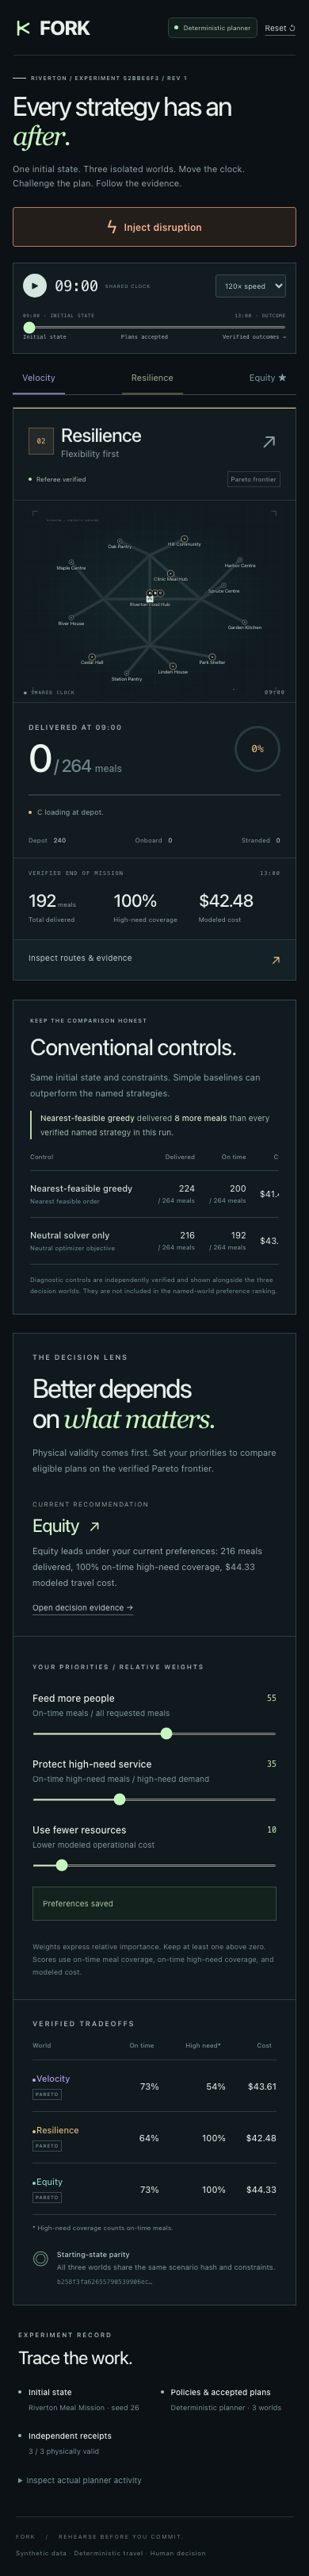 FORK
Deterministic planner
Reset ↺
RIVERTON / EXPERIMENT 52BBE6F3 / REV 1
Every strategy has an
after.
One initial state. Three isolated worlds. Move the clock.
Challenge the plan. Follow the evidence.
Inject disruption
09:00 SHARED CLOCK
120× speed
09:00 · INITIAL STATE
13:00 · OUTCOME
Initial state
Plans accepted
Verified outcomes →
Velocity
Resilience
Equity ★
02
Resilience
Flexibility first
Referee verified
Pareto frontier
Oak Pantry
Hill Community
Maple Centre
Harbor Centre
Clinic Meal Hub
Spruce Centre
Riverton Food Hub
River House
Garden Kitchen
Cedar Hall
Park Shelter
Linden House
Station Pantry
SHARED CLOCK
09:00
DELIVERED AT 09:00
0 / 264 meals
0%
C loading at depot.
Depot 240
Onboard 0
Stranded 0
VERIFIED END OF MISSION
13:00
192 meals
Total delivered
100%
High-need coverage
$42.48
Modeled cost
Inspect routes & evidence
KEEP THE COMPARISON HONEST
Conventional controls.
Same initial state and constraints. Simple baselines can
outperform the named strategies.
Nearest-feasible greedy delivered 8 more meals than every
verified named strategy in this run.
Control Delivered On time C
Nearest-feasible greedy 224 200 $41.
Nearest feasible order / 264 meals / 264 meals
Neutral solver only 216 192 $43.
Neutral optimizer objective / 264 meals / 264 meals
Diagnostic controls are independently verified and shown alongside the three
decision worlds. They are not included in the named-world preference ranking.
THE DECISION LENS
Better depends
on what matters.
Physical validity comes first. Set your priorities to compare
eligible plans on the verified Pareto frontier.
CURRENT RECOMMENDATION
Equity
Equity leads under your current preferences: 216 meals
delivered, 100% on-time high-need coverage, $44.33
modeled travel cost.
Open decision evidence →
YOUR PRIORITIES / RELATIVE WEIGHTS
Feed more people 55
On-time meals / all requested meals
Protect high-need service 35
On-time high-need meals / high-need demand
Use fewer resources 10
Lower modeled operational cost
Preferences saved
Weights express relative importance. Keep at least one above zero.
Scores use on-time meal coverage, on-time high-need coverage, and
modeled cost.
VERIFIED TRADEOFFS
World On time High need* Cost
Velocity 73% 54% $43.61
PARETO
Resilience 64% 100% $42.48
PARETO
Equity 73% 100% $44.33
PARETO
* High-need coverage counts on-time meals.
Starting-state parity
All three worlds share the same scenario hash and constraints.
EXPERIMENT RECORD
Trace the work.
Initial state
Riverton Meal Mission · seed 26
Policies & accepted plans
Deterministic planner · 3 worlds
Independent receipts
3 / 3 physically valid
Inspect actual planner activity
FORK / REHEARSE BEFORE YOU COMMIT.
Synthetic data · Deterministic travel · Human decision